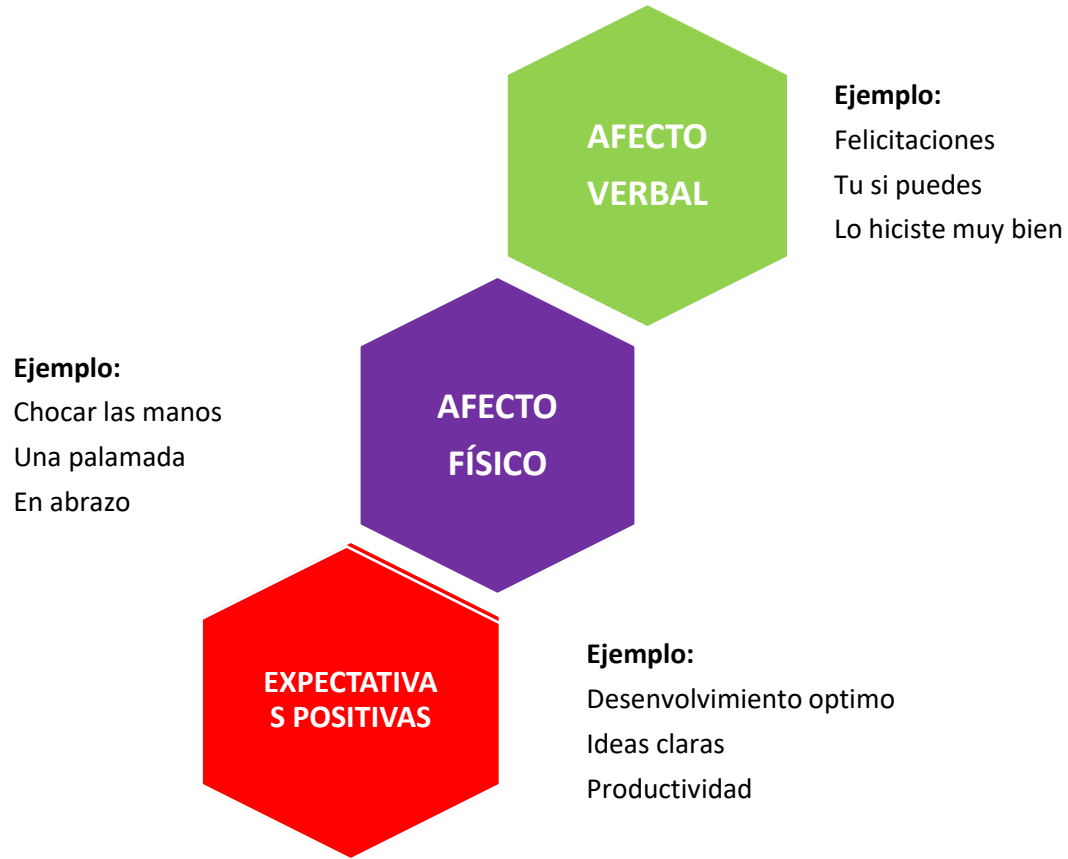 AFECTO
VERBAL
Ejemplo:
Felicitaciones
Tu si puedes
Lo hiciste muy bien
Ejemplo:
Chocar las manos
Una palamada
En abrazo
AFECTO
FÍSICO
EXPECTATIVA
S POSITIVAS
Ejemplo:
Desenvolvimiento optimo
Ideas claras
Productividad